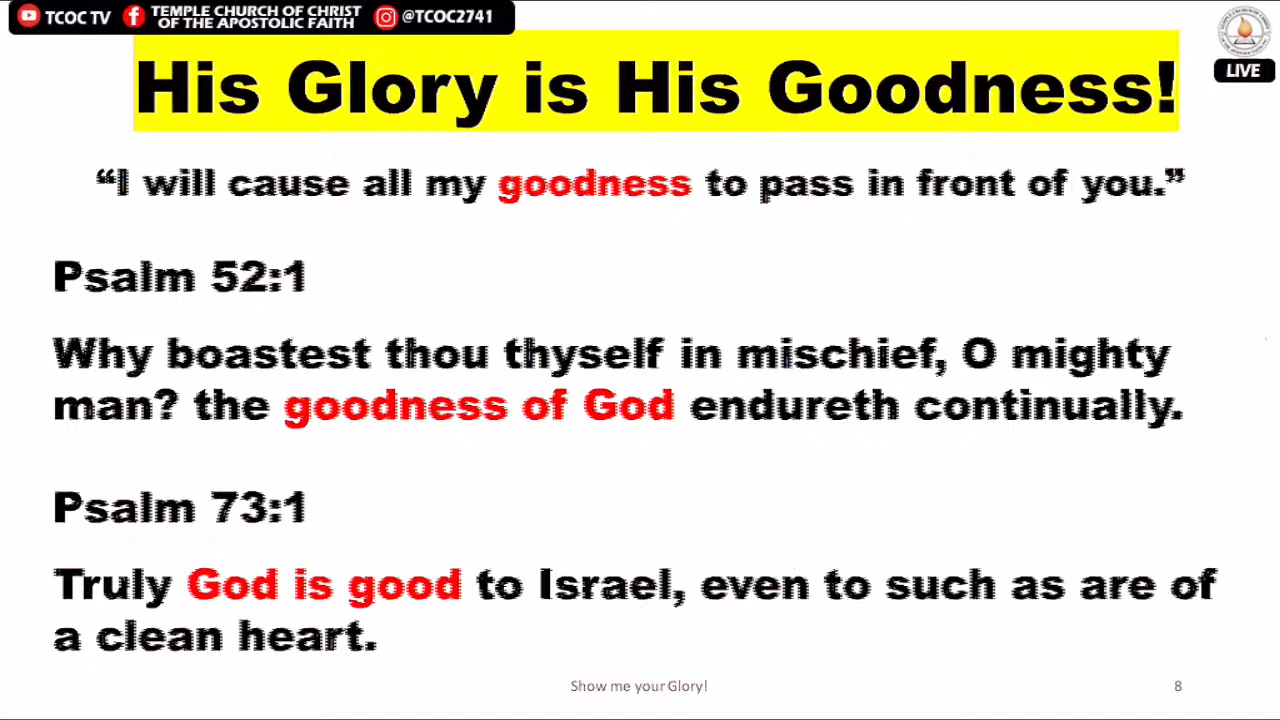 TCOC TV TEMPLE CHURCH OF CHRIST OF THE APOSTOLIC FAITH @TCOC2741
LIVE
His Glory is His Goodness!
“I will cause all my goodness to pass in front of you.”
Psalm 52:1
Why boastest thou thyself in mischief, O mighty
man? the goodness of God endureth continually.
Psalm 73:1
Truly God is good to Israel, even to such as are of
a clean heart.
Show me your Glory! 8